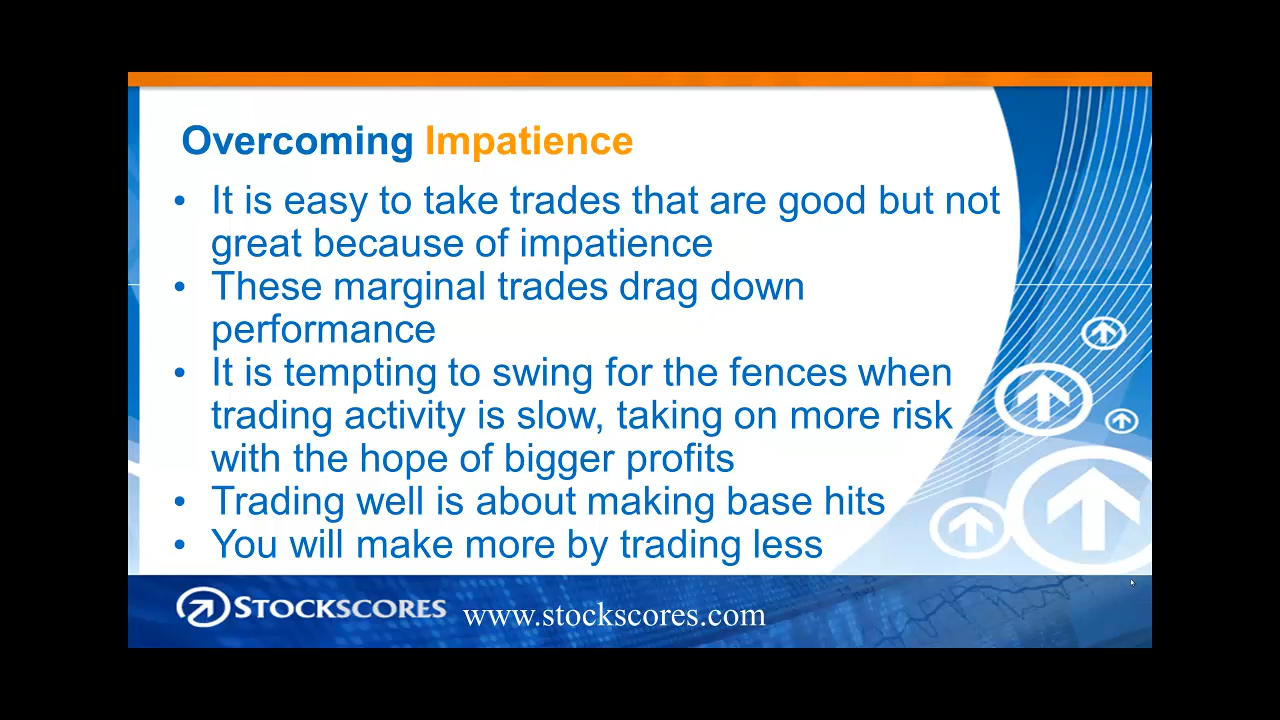 Overcoming Impatience
• It is easy to take trades that are good but not
great because of impatience
• These marginal trades drag down
performance
• It is tempting to swing for the fences when
trading activity is slow, taking on more risk
with the hope of bigger profits
• Trading well is about making base hits
• You will make more by trading less
STOCKSCORES www.stockscores.com